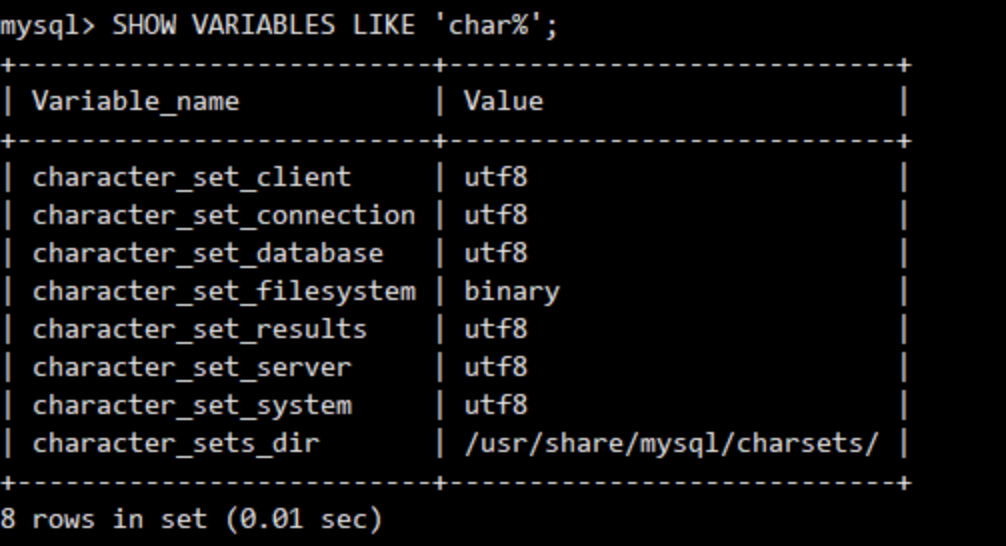 mysql> SHOW VARIABLES LIKE 'char%';
+--------------------------+----------------------------+
| Variable_name            | Value                      |
+--------------------------+----------------------------+
| character_set_client     | utf8                       |
| character_set_connection | utf8                       |
| character_set_database   | utf8                       |
| character_set_filesystem | binary                     |
| character_set_results    | utf8                       |
| character_set_server     | utf8                       |
| character_set_system     | utf8                       |
| character_sets_dir       | /usr/share/mysql/charsets/ |
+--------------------------+----------------------------+
8 rows in set (0.01 sec)